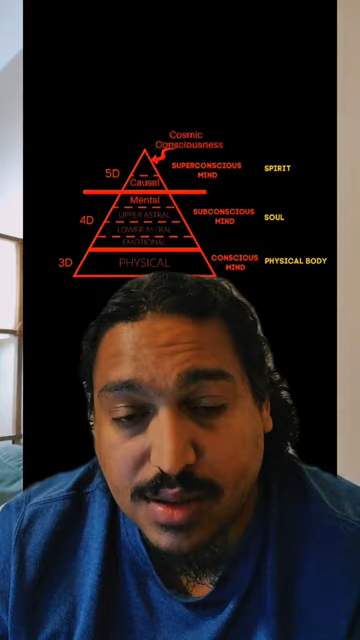 Cosmic
Consciousness
5D
SUPERCONSCIOUS
MIND
SPIRIT
Causal
Mental
4D
UPPER ASTRAL
SUBCONSCIOUS
MIND
SOUL
LOWER ASTRAL
EMOTIONAL
3D
PHYSICAL
CONSCIOUS
MIND
PHYSICAL BODY